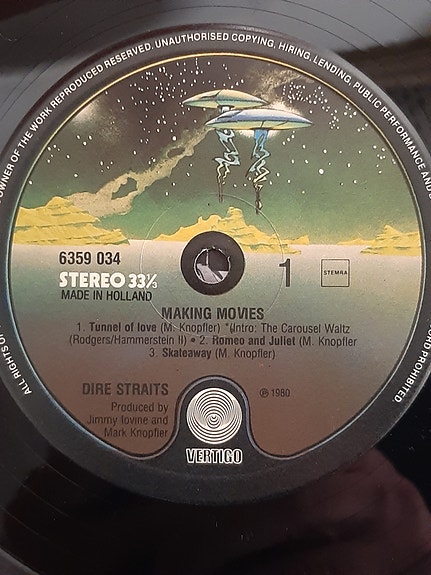 OWNER OF THE WORK REPRODUCED RESERVED. UNAUTHORISED COPYING, HIRING, LENDING, PUBLIC PERFORMANCE AND
6359 034
STEREO 33⅓
MADE IN HOLLAND
1
STEMRA
MAKING MOVIES
1. Tunnel of love (M. Knopfler) *(Intro: The Carousel Waltz
(Rodgers/Hammerstein II) • 2. Romeo and Juliet (M. Knopfler
3. Skateaway (M. Knopfler)
DIRE STRAITS
℗ 1980
Produced by
Jimmy Iovine and
Mark Knopfler
VERTIGO
PROHIBITED
ALL RIGHTS